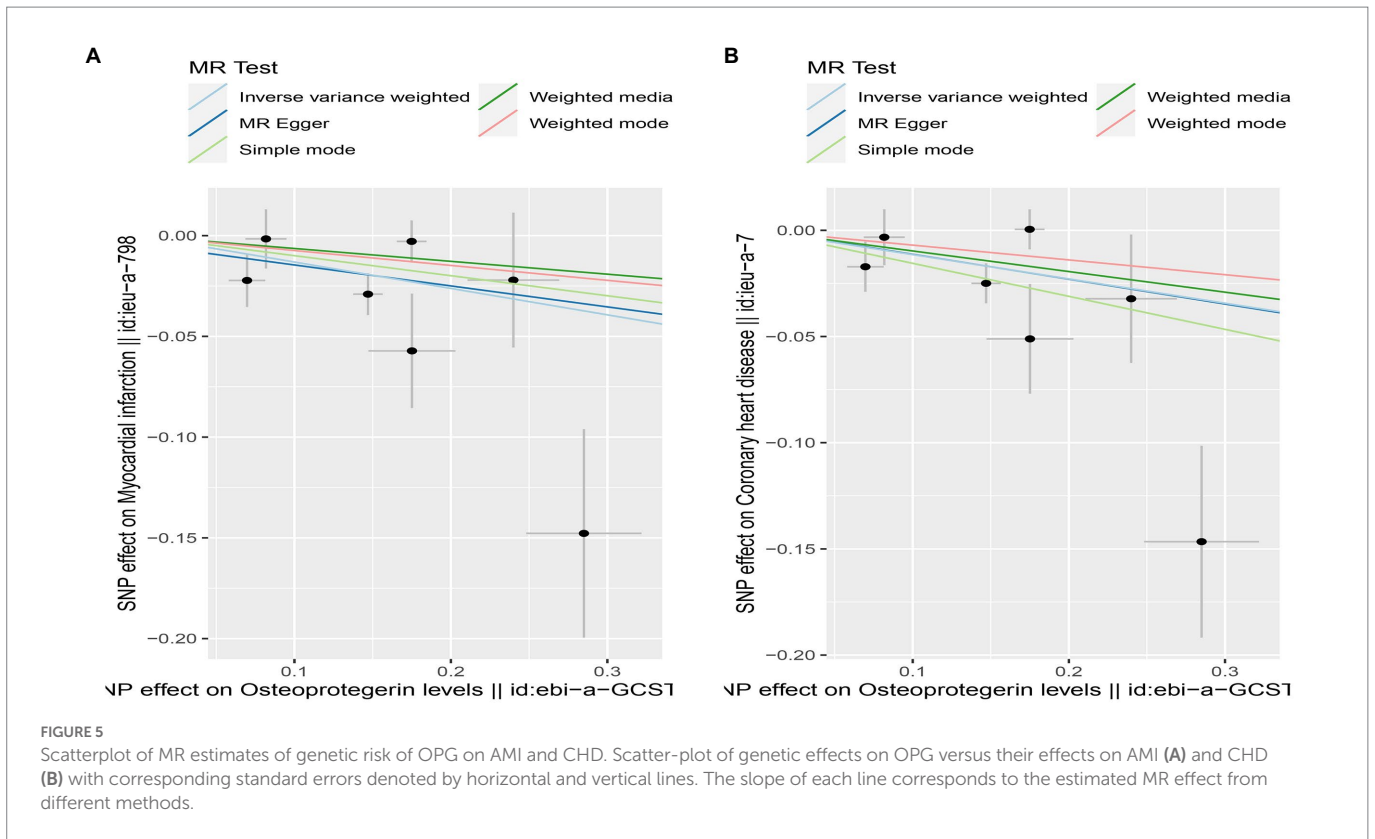 A
MR Test
Inverse variance weighted
Weighted media
MR Egger
Weighted mode
Simple mode
SNP effect on Myocardial infarction || id:ieu-a-798
0.00
−0.05
−0.10
−0.15
−0.20
0.1
0.2
0.3
NP effect on Osteoprotegerin levels || id:ebi-a-GCST
B
MR Test
Inverse variance weighted
Weighted media
MR Egger
Weighted mode
Simple mode
SNP effect on Coronary heart disease || id:ieu-a-7
0.00
−0.05
−0.10
−0.15
−0.20
0.1
0.2
0.3
NP effect on Osteoprotegerin levels || id:ebi-a-GCST
FIGURE 5
Scatterplot of MR estimates of genetic risk of OPG on AMI and CHD. Scatter-plot of genetic effects on OPG versus their effects on AMI (A) and CHD
(B) with corresponding standard errors denoted by horizontal and vertical lines. The slope of each line corresponds to the estimated MR effect from
different methods.